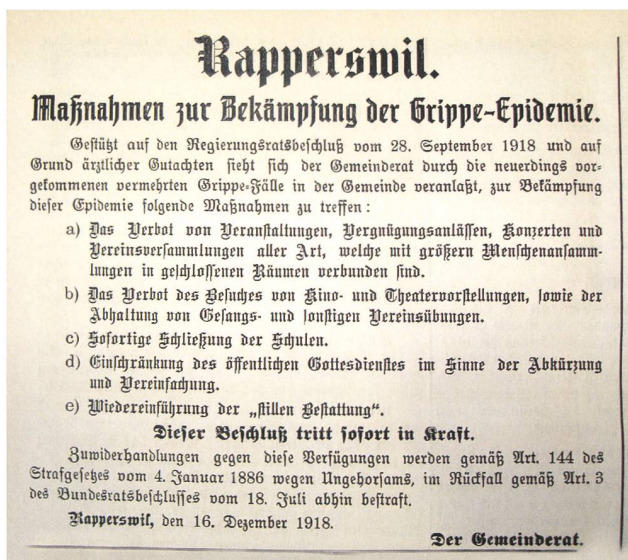 Rapperswil.
Maßnahmen zur Bekämpfung der Grippe-Epidemie.
Gestützt auf den Regierungsratsbeschluß vom 28. September 1918 und auf
Grund ärztlicher Gutachten sieht sich der Gemeinderat durch die neuerdings vor-
gekommenen vermehrten Grippe-Fälle in der Gemeinde veranlaßt, zur Bekämpfung
dieser Epidemie folgende Maßnahmen zu treffen:
a) Das Verbot von Veranstaltungen, Vergnügungsanlässen, Konzerten und
Vereinsversammlungen aller Art, welche mit größern Menschenansamm-
lungen in geschlossenen Räumen verbunden sind.
b) Das Verbot des Besuches von Kino- und Theatervorstellungen, sowie der
Abhaltung von Gesangs- und sonstigen Vereinsübungen.
c) Sofortige Schließung der Schulen.
d) Einschränkung des öffentlichen Gottesdienstes im Sinne der Abkürzung
und Vereinfachung.
e) Wiedereinführung der „stillen Bestattung“.
Dieser Beschluß tritt sofort in Kraft.
Zuwiderhandlungen gegen diese Verfügungen werden gemäß Art. 144 des
Strafgesetzes vom 4. Januar 1886 wegen Ungehorsams, im Rückfall gemäß Art. 3
des Bundesratsbeschlusses vom 18. Juli abhin bestraft.
Rapperswil, den 16. Dezember 1918.
Der Gemeinderat.